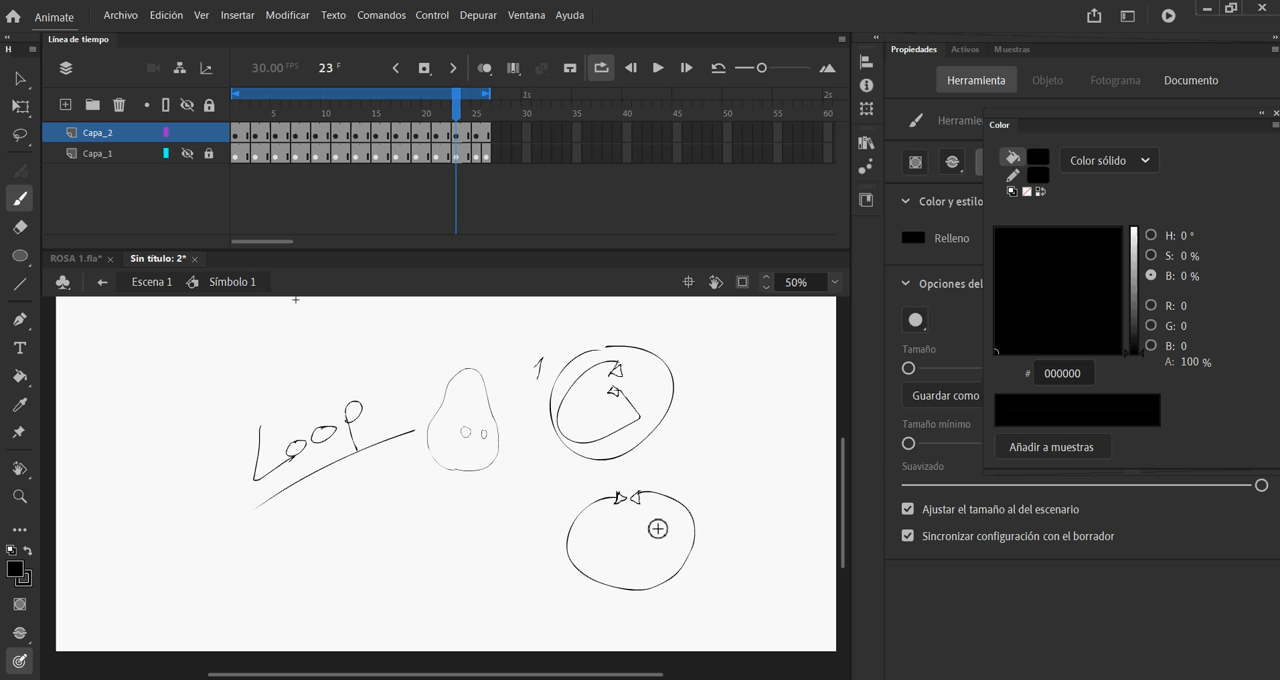 Animate
Archivo Edición Ver Insertar Modificar Texto Comandos Control Depurar Ventana Ayuda
Línea de tiempo
30.00 FPS 23 F
1s 2s
5 10 15 20 25 30 35 40 45 50 55 60
Capa_2
Capa_1
ROSA 1.fla* Sin título: 2*
Escena 1 Símbolo 1 50%
LOOP
1
Propiedades Activos Muestras
Herramienta Objeto Fotograma Documento
Color
Color sólido
Color y estilo
Relleno
H: 0 °
S: 0 %
B: 0 %
R: 0
G: 0
B: 0
A: 100 %
# 000000
Añadir a muestras
Opciones del
Tamaño
Guardar como
Tamaño mínimo
Suavizado
Ajustar el tamaño al del escenario
Sincronizar configuración con el borrador